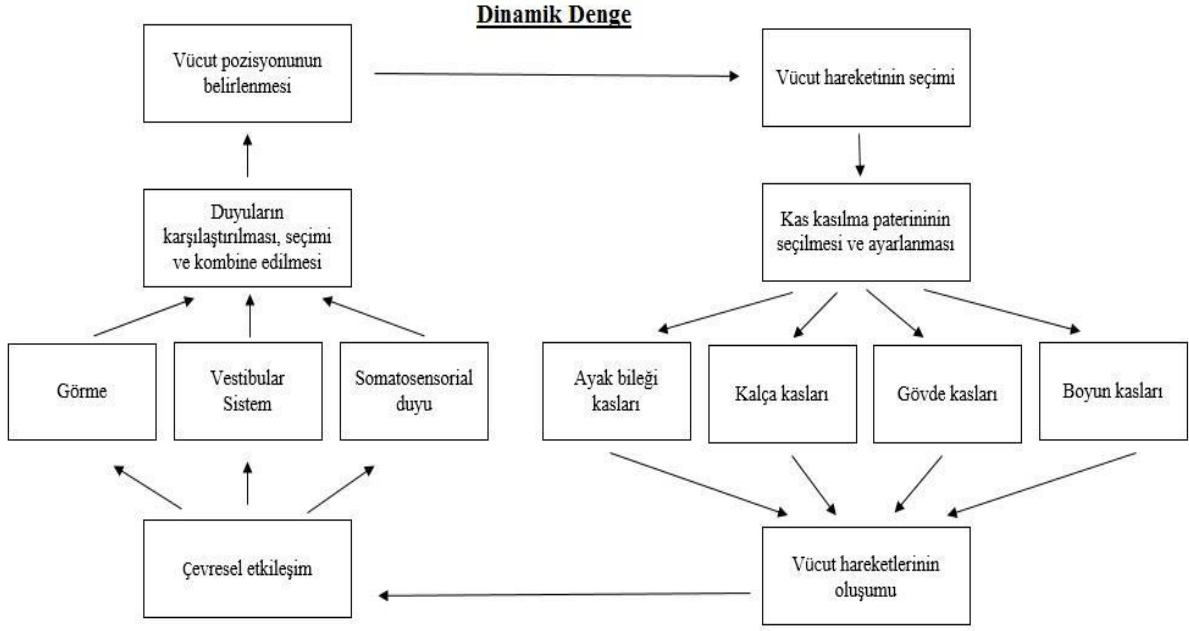 Dinamik Denge
Vücut pozisyonunun
belirlenmesi
Vücut hareketinin seçimi
Duyuların
karşılaştırılması, seçimi
ve kombine edilmesi
Kas kasılma paterininin
seçilmesi ve ayarlanması
Görme
Vestibular
Sistem
Somatosensorial
duyu
Ayak bileği
kasları
Kalça kasları
Gövde kasları
Boyun kasları
Çevresel etkileşim
Vücut hareketlerinin
oluşumu